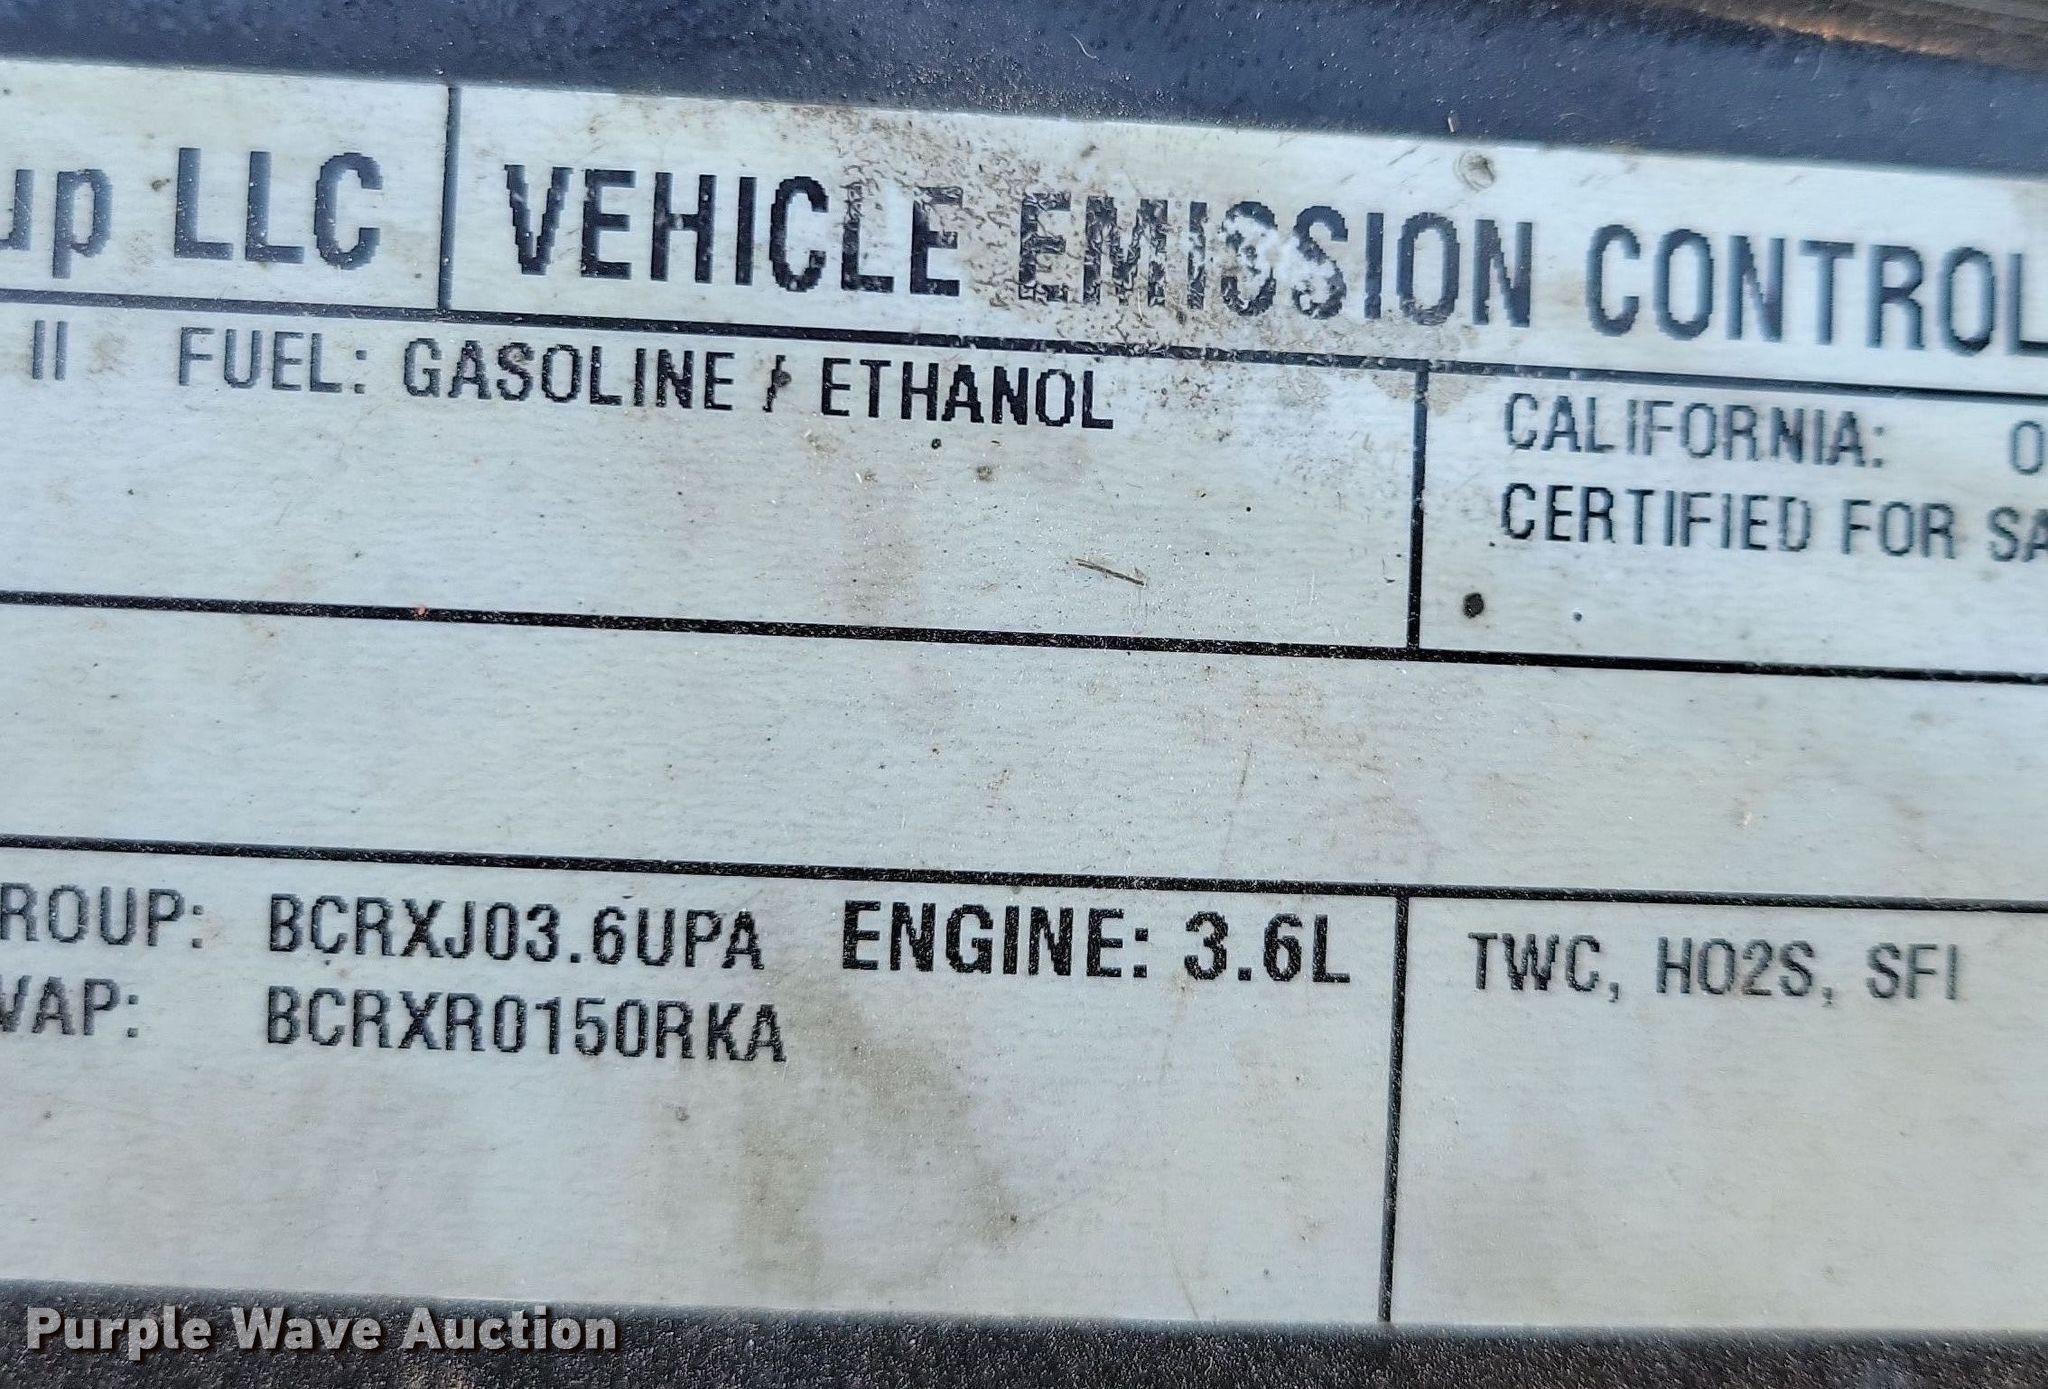 up LLC VEHICLE EMISSION CONTROL
II FUEL: GASOLINE / ETHANOL
CALIFORNIA:
CERTIFIED FOR SA
ROUP: BCRXJ03.6UPA ENGINE: 3.6L
VAP: BCRXR0150RKA
TWC, HO2S, SFI
Purple Wave Auction